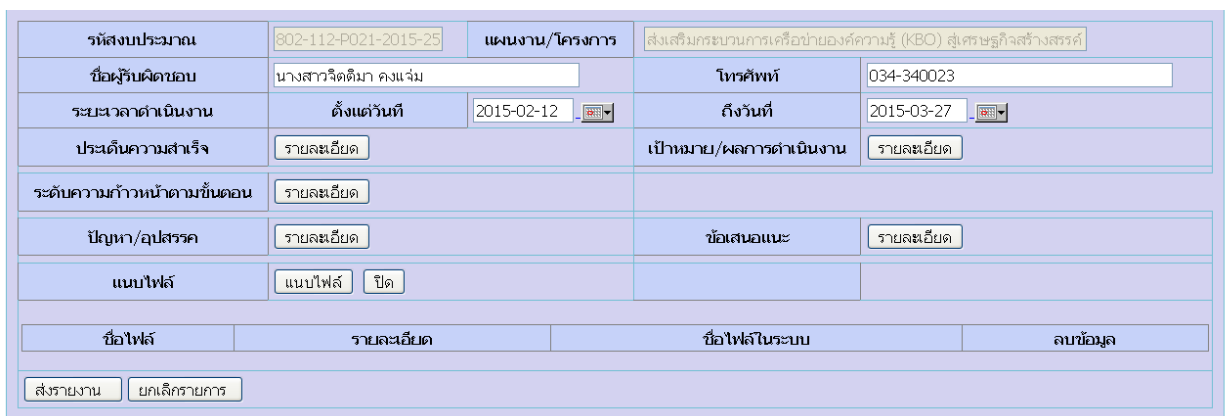 รหัสงบประมาณ 802-112-P021-2015-25 แผนงาน/โครงการ ส่งเสริมกระบวนการเครือข่ายองค์ความรู้ (KBO) สู่เศรษฐกิจสร้างสรรค์
ชื่อผู้รับผิดชอบ นางสาวจิตติมา คงแจ่ม โทรศัพท์ 034-340023
ระยะเวลาดำเนินงาน ตั้งแต่วันที่ 2015-02-12 ถึงวันที่ 2015-03-27
ประเด็นความสำเร็จ รายละเอียด เป้าหมาย/ผลการดำเนินงาน รายละเอียด
ระดับความก้าวหน้าตามขั้นตอน รายละเอียด
ปัญหา/อุปสรรค รายละเอียด ข้อเสนอแนะ รายละเอียด
แนบไฟล์ แนบไฟล์ ปิด
ชื่อไฟล์ รายละเอียด ชื่อไฟล์ในระบบ ลบข้อมูล
ส่งรายงาน ยกเลิกรายการ